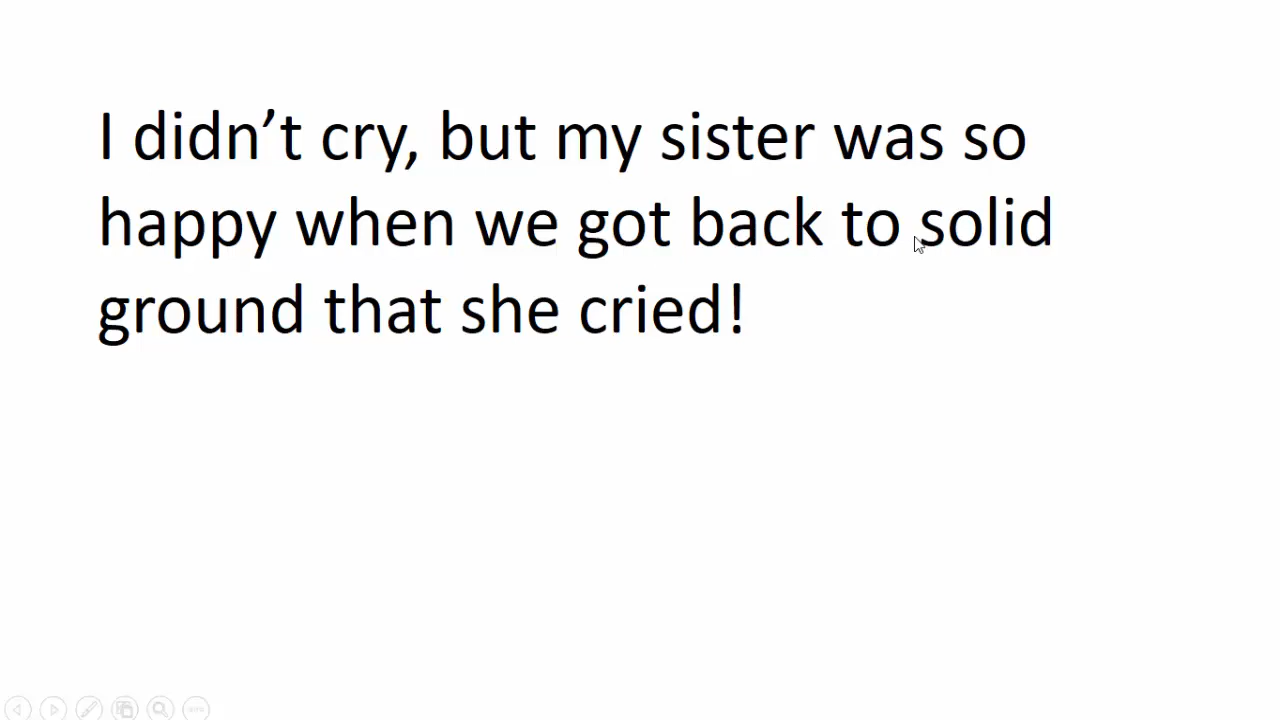 I didn’t cry, but my sister was so
happy when we got back to solid
ground that she cried!